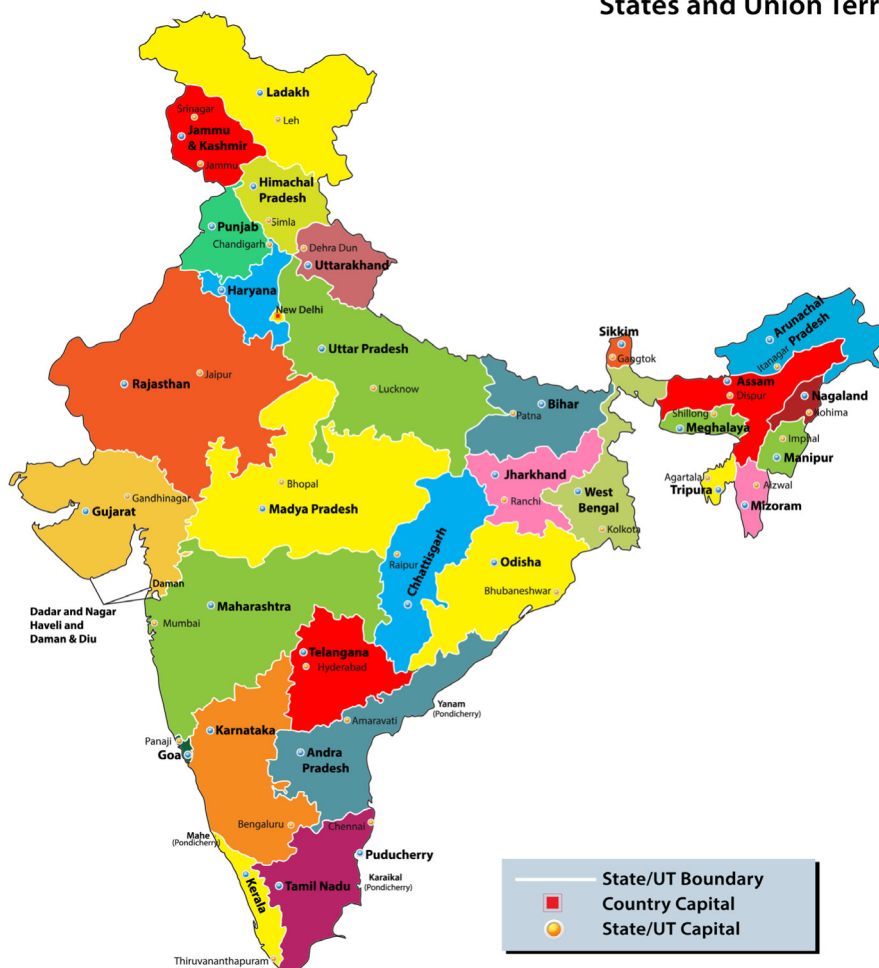 States and Union Terr
Ladakh
Leh
Srinagar
Jammu
& Kashmir
Jammu
Himachal
Pradesh
Simla
Punjab
Chandigarh
Dehra Dun
Uttarakhand
Haryana
New Delhi
Uttar Pradesh
Lucknow
Rajasthan
Jaipur
Sikkim
Gangtok
Arunachal
Pradesh
Itanagar
Assam
Dispur
Nagaland
Kohima
Shillong
Meghalaya
Imphal
Manipur
Agartala
Tripura
Aizwal
Mizoram
Bihar
Patna
Jharkhand
Ranchi
West
Bengal
Kolkota
Gandhinagar
Gujarat
Bhopal
Madya Pradesh
Raipur
Chhattisgarh
Odisha
Bhubaneshwar
Daman
Dadar and Nagar
Haveli and
Daman & Diu
Maharashtra
Mumbai
Telangana
Hyderabad
Yanam
(Pondicherry)
Amaravati
Karnataka
Panaji
Goa
Andra
Pradesh
Bengaluru
Chennai
Mahe
(Pondicherry)
Puducherry
Karaikal
(Pondicherry)
Tamil Nadu
Kerala
Thiruvananthapuram
State/UT Boundary
Country Capital
State/UT Capital